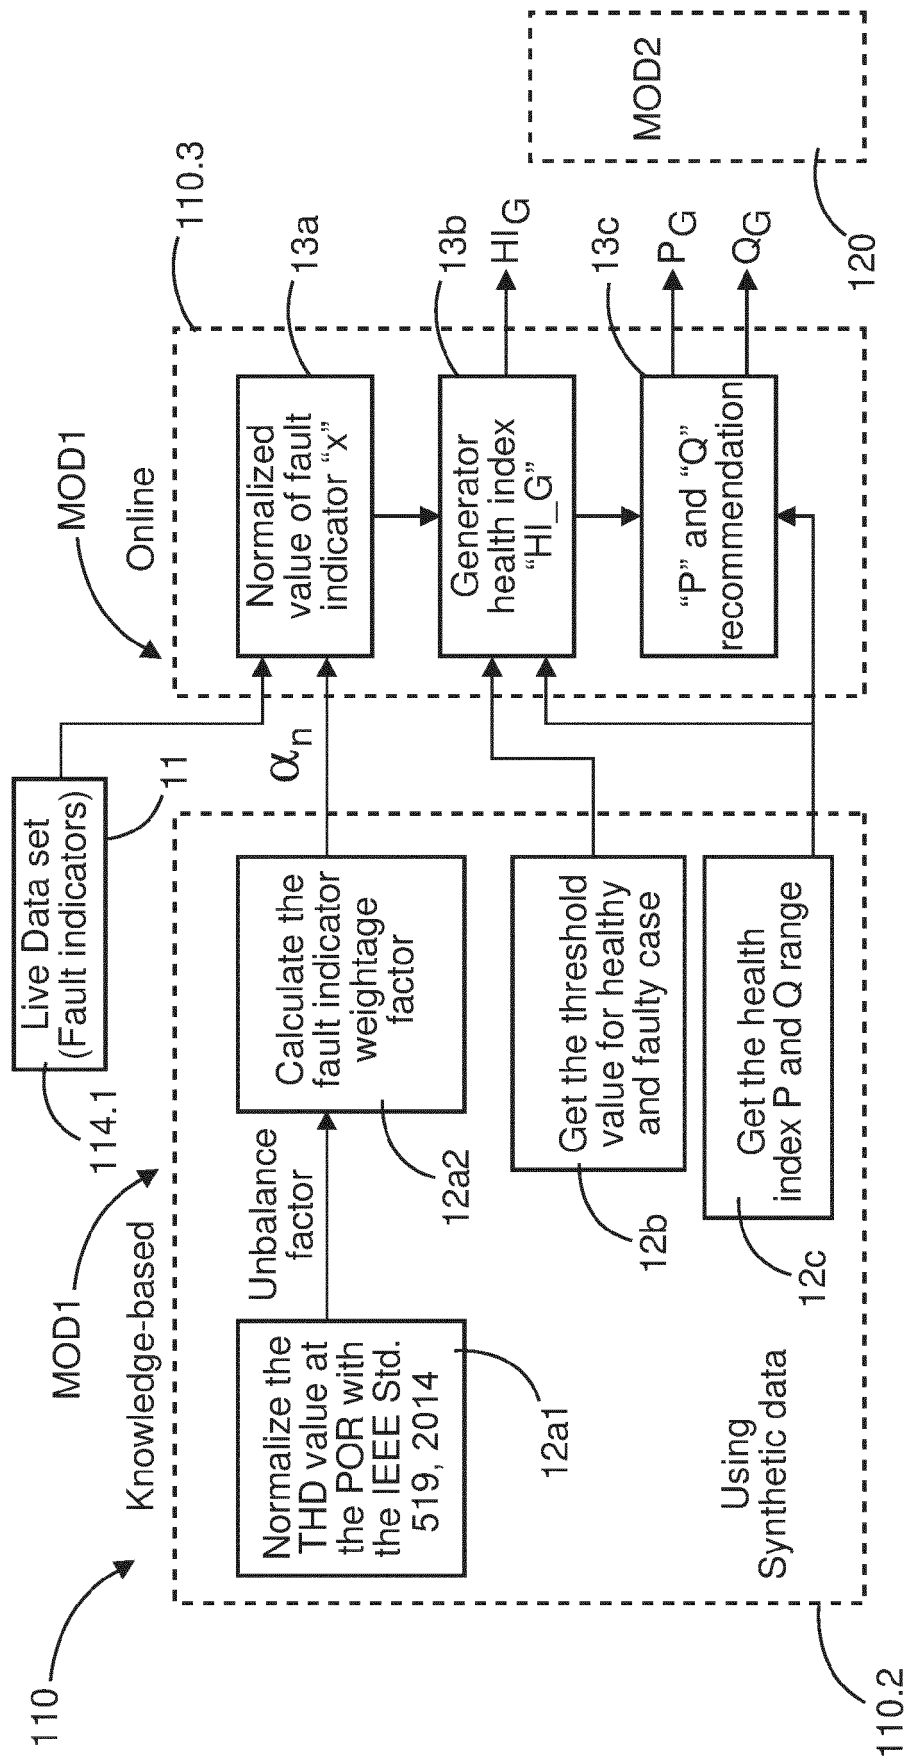 110
MOD1
Knowledge-based
114.1
Live Data set
(Fault indicators)
11
MOD1
Online
110.3
Normalize the
THD value at
the POR with
the IEEE Std.
519, 2014
12a1
Unbalance
factor
Calculate the
fault indicator
weightage
factor
12a2
αn
Normalized
value of fault
indicator “x”
13a
Get the threshold
value for healthy
and faulty case
12b
Generator
health index
“HI_G”
13b
HIG
Get the health
index P and Q range
12c
“P” and “Q”
recommendation
13c
PG
QG
MOD2
120
Using
Synthetic data
110.2